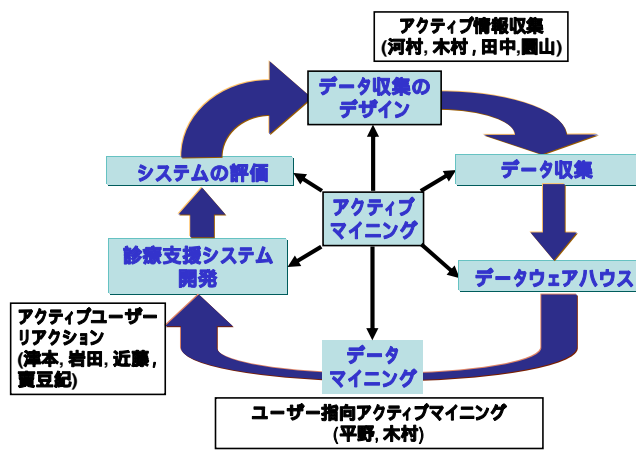 アクティブ情報収集
(河村, 木村 , 田中,圓山)
データ収集の
デザイン
システムの評価
データ収集
アクティブ
マイニング
診療支援システム
開発
データウェアハウス
アクティブユーザー
リアクション
(津本, 岩田, 近藤 ,
賣豆紀)
データ
マイニング
ユーザー指向アクティブマイニング
(平野, 木村)